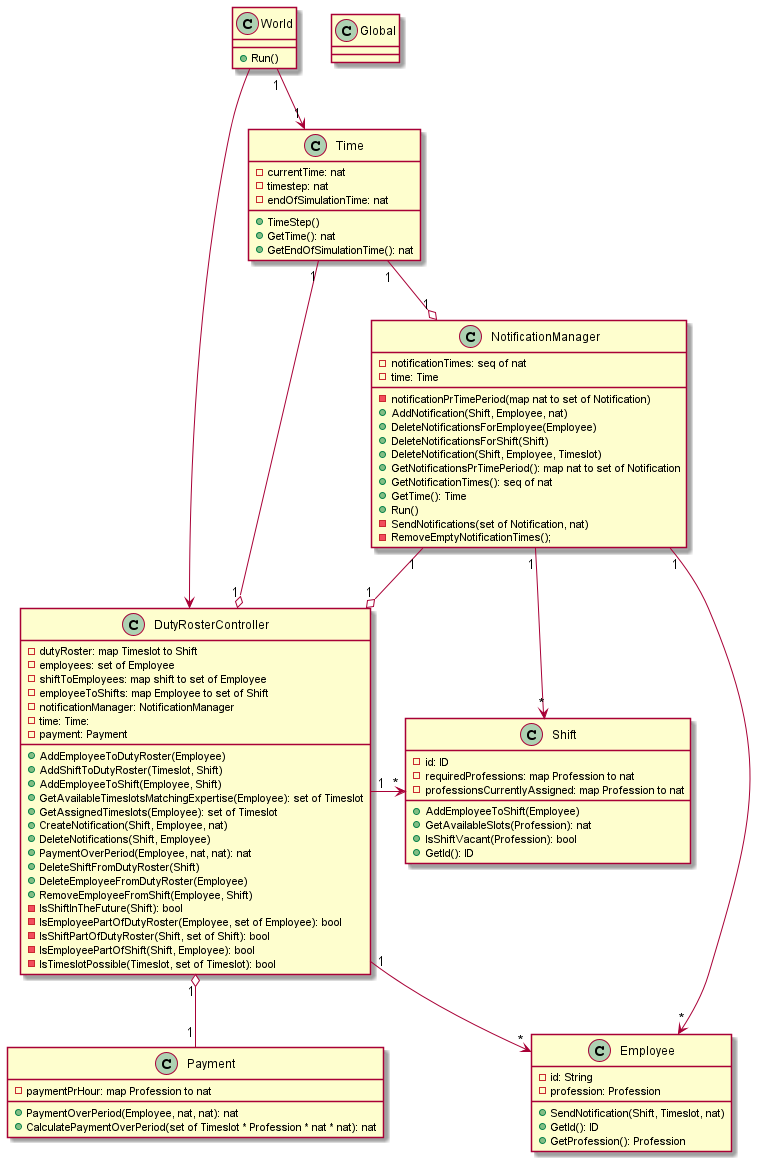 C World
Run()
C Global
1
1
C Time
currentTime: nat
timestep: nat
endOfSimulationTime: nat
TimeStep()
GetTime(): nat
GetEndOfSimulationTime(): nat
1
1
1
C NotificationManager
notificationTimes: seq of nat
time: Time
notificationPrTimePeriod(map nat to set of Notification)
AddNotification(Shift, Employee, nat)
DeleteNotificationsForEmployee(Employee)
DeleteNotificationsForShift(Shift)
DeleteNotification(Shift, Employee, Timeslot)
GetNotificationsPrTimePeriod(): map nat to set of Notification
GetNotificationTimes(): seq of nat
GetTime(): Time
Run()
SendNotifications(set of Notification, nat)
RemoveEmptyNotificationTimes();
1
1
1
1
1
C DutyRosterController
dutyRoster: map Timeslot to Shift
employees: set of Employee
shiftToEmployees: map shift to set of Employee
employeeToShifts: map Employee to set of Shift
notificationManager: NotificationManager
time: Time:
payment: Payment
AddEmployeeToDutyRoster(Employee)
AddShiftToDutyRoster(Timeslot, Shift)
AddEmployeeToShift(Employee, Shift)
GetAvailableTimeslotsMatchingExpertise(Employee): set of Timeslot
GetAssignedTimeslots(Employee): set of Timeslot
CreateNotification(Shift, Employee, nat)
DeleteNotifications(Shift, Employee)
PaymentOverPeriod(Employee, nat, nat): nat
DeleteShiftFromDutyRoster(Shift)
DeleteEmployeeFromDutyRoster(Employee)
RemoveEmployeeFromShift(Employee, Shift)
IsShiftInTheFuture(Shift): bool
IsEmployeePartOfDutyRoster(Employee, set of Employee): bool
IsShiftPartOfDutyRoster(Shift, set of Shift): bool
IsEmployeePartOfShift(Shift, Employee): bool
IsTimeslotPossible(Timeslot, set of Timeslot): bool
*
1 *
C Shift
id: ID
requiredProfessions: map Profession to nat
professionsCurrentlyAssigned: map Profession to nat
AddEmployeeToShift(Employee)
GetAvailableSlots(Profession): nat
IsShiftVacant(Profession): bool
GetId(): ID
1
1
1
*
*
C Payment
paymentPrHour: map Profession to nat
PaymentOverPeriod(Employee, nat, nat): nat
CalculatePaymentOverPeriod(set of Timeslot * Profession * nat * nat): nat
C Employee
id: String
profession: Profession
SendNotification(Shift, Timeslot, nat)
GetId(): ID
GetProfession(): Profession